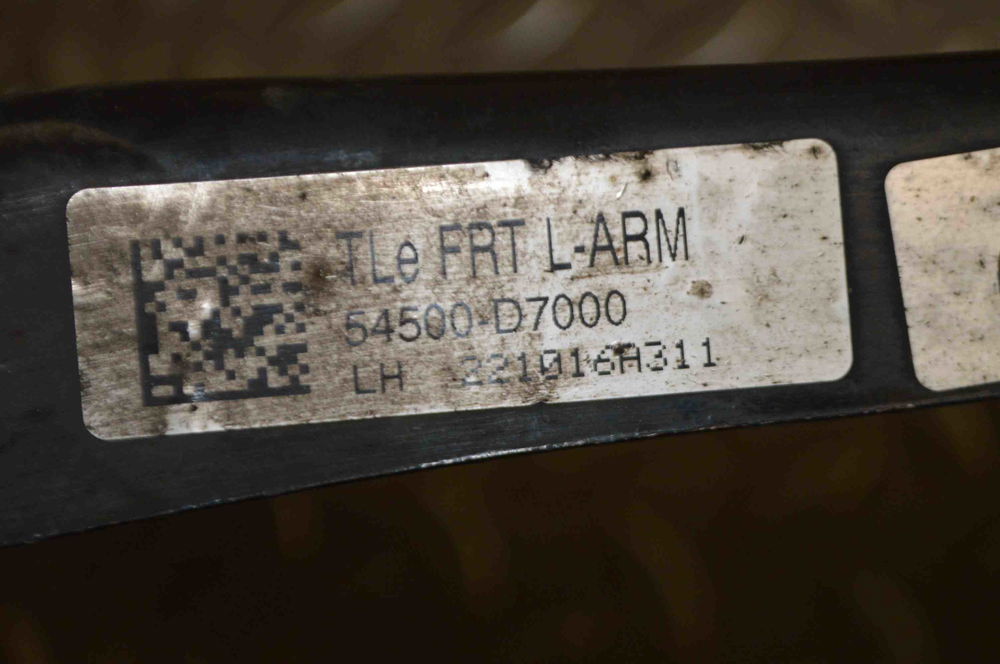 TLe FRT L-ARM
54500-D7000
LH 221016A311